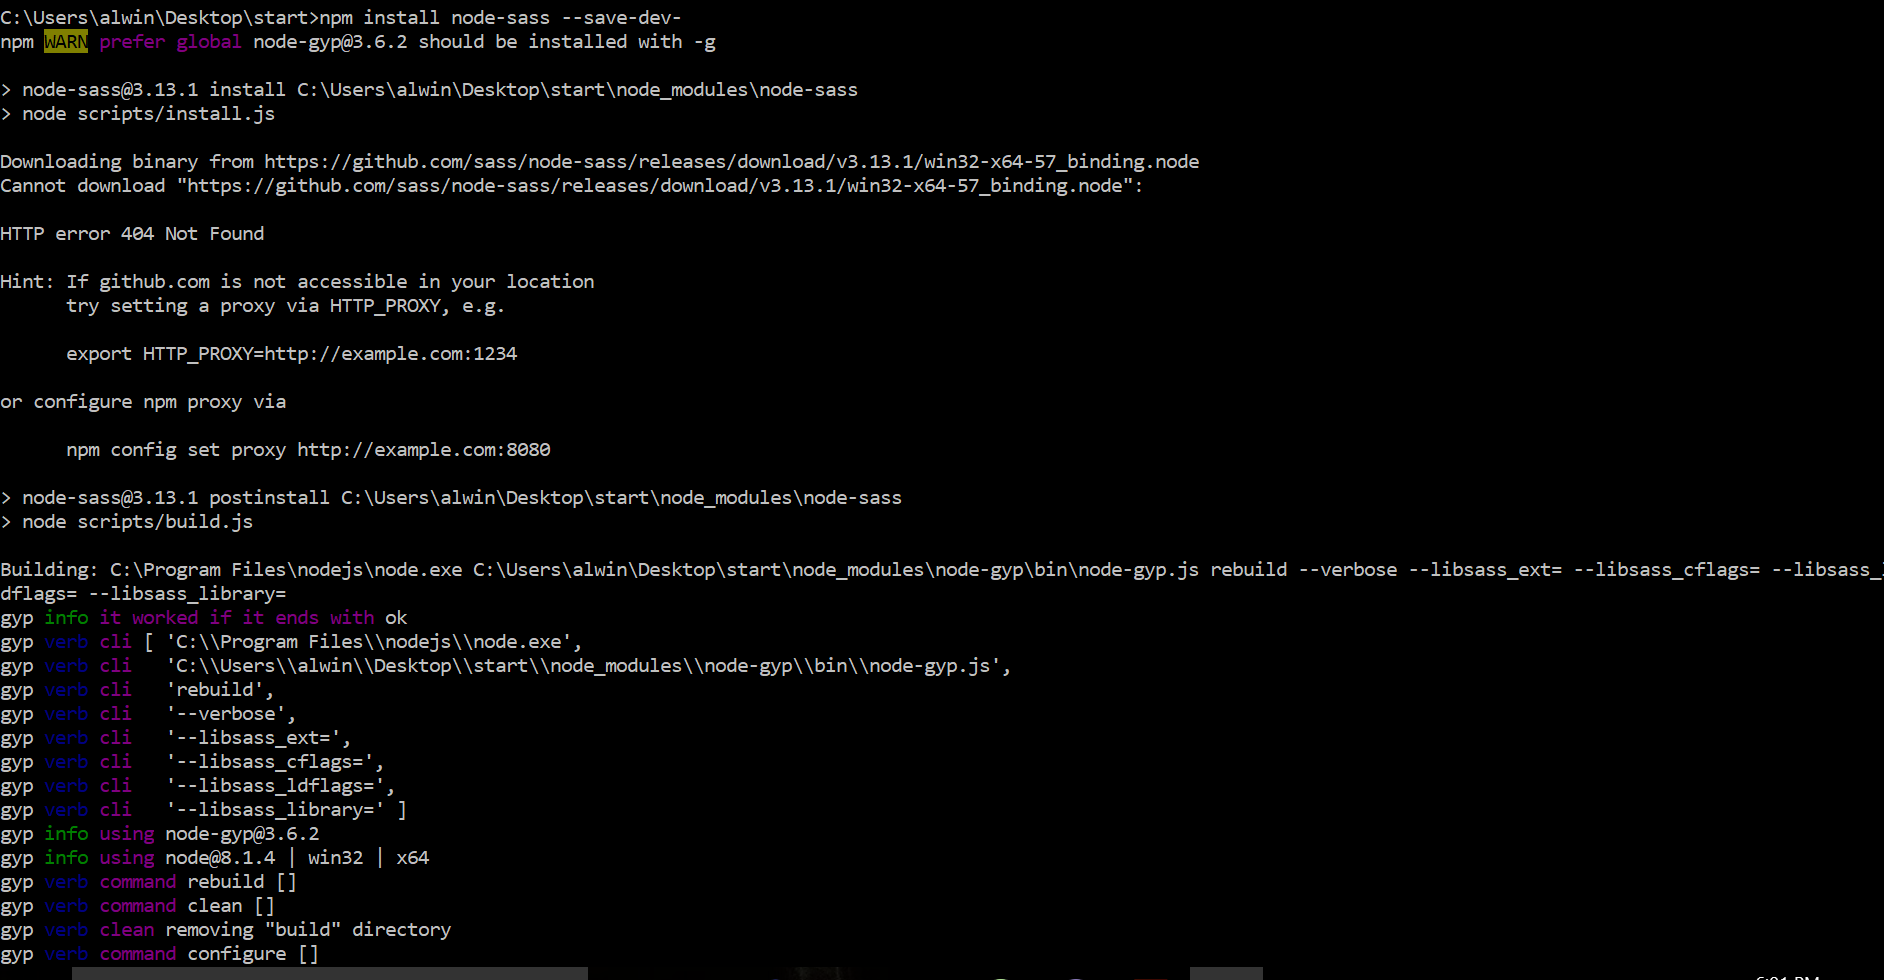 C:\Users\alwin\Desktop\start>npm install node-sass --save-dev-
npm WARN prefer global node-gyp@3.6.2 should be installed with -g
> node-sass@3.13.1 install C:\Users\alwin\Desktop\start\node_modules\node-sass
> node scripts/install.js
Downloading binary from https://github.com/sass/node-sass/releases/download/v3.13.1/win32-x64-57_binding.node
Cannot download "https://github.com/sass/node-sass/releases/download/v3.13.1/win32-x64-57_binding.node":
HTTP error 404 Not Found
Hint: If github.com is not accessible in your location
try setting a proxy via HTTP_PROXY, e.g.
export HTTP_PROXY=http://example.com:1234
or configure npm proxy via
npm config set proxy http://example.com:8080
> node-sass@3.13.1 postinstall C:\Users\alwin\Desktop\start\node_modules\node-sass
> node scripts/build.js
Building: C:\Program Files\nodejs\node.exe C:\Users\alwin\Desktop\start\node_modules\node-gyp\bin\node-gyp.js rebuild --verbose --libsass_ext= --libsass_cflags= --libsass_l
dflags= --libsass_library=
gyp info it worked if it ends with ok
gyp verb cli [ 'C:\\Program Files\\nodejs\\node.exe',
gyp verb cli   'C:\\Users\\alwin\\Desktop\\start\\node_modules\\node-gyp\\bin\\node-gyp.js',
gyp verb cli   'rebuild',
gyp verb cli   '--verbose',
gyp verb cli   '--libsass_ext=',
gyp verb cli   '--libsass_cflags=',
gyp verb cli   '--libsass_ldflags=',
gyp verb cli   '--libsass_library=' ]
gyp info using node-gyp@3.6.2
gyp info using node@8.1.4 | win32 | x64
gyp verb command rebuild []
gyp verb command clean []
gyp verb clean removing "build" directory
gyp verb command configure []